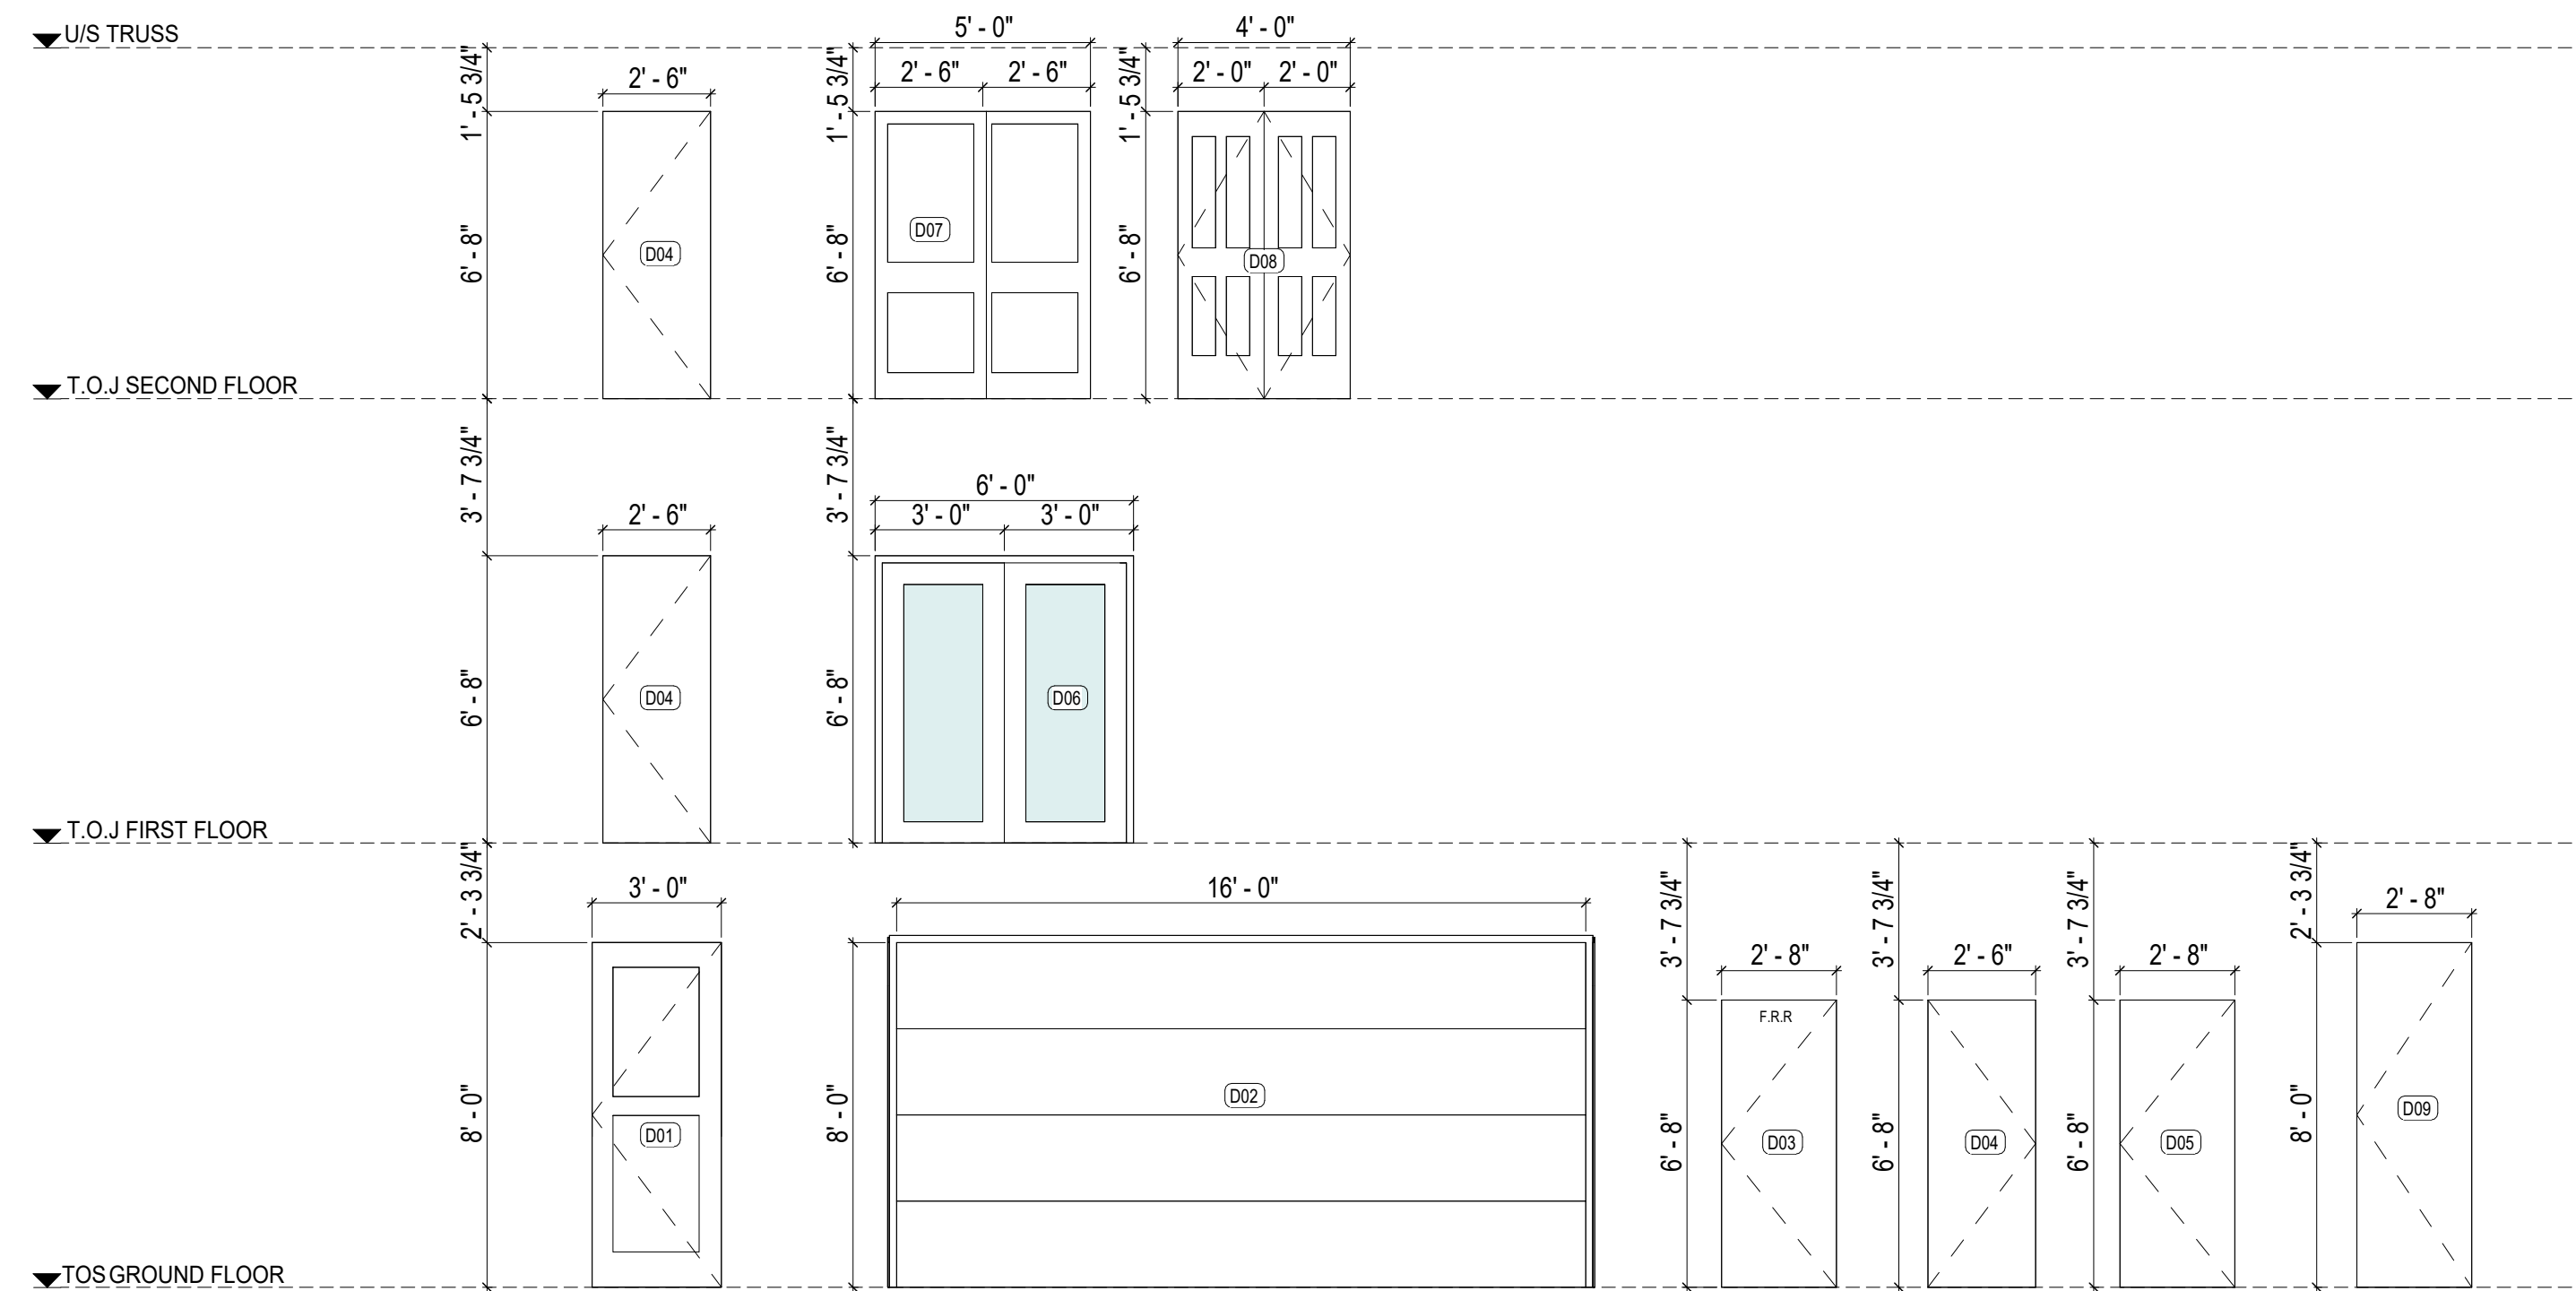 U/S TRUSS
5' - 0"
4' - 0"
2' - 6"
2' - 6"
2' - 6"
2' - 0"
2' - 0"
1' - 5 3/4"
1' - 5 3/4"
1' - 5 3/4"
6' - 8"
D04
6' - 8"
D07
6' - 8"
D08
T.O.J SECOND FLOOR
3' - 7 3/4"
3' - 7 3/4"
6' - 0"
2' - 6"
3' - 0"
3' - 0"
6' - 8"
D04
6' - 8"
D06
T.O.J FIRST FLOOR
2' - 3 3/4"
3' - 0"
16' - 0"
3' - 7 3/4"
3' - 7 3/4"
3' - 7 3/4"
2' - 3 3/4"
2' - 8"
2' - 8"
2' - 6"
2' - 8"
F.R.R
8' - 0"
D01
8' - 0"
D02
6' - 8"
D03
6' - 8"
D04
6' - 8"
D05
8' - 0"
D09
TOS GROUND FLOOR